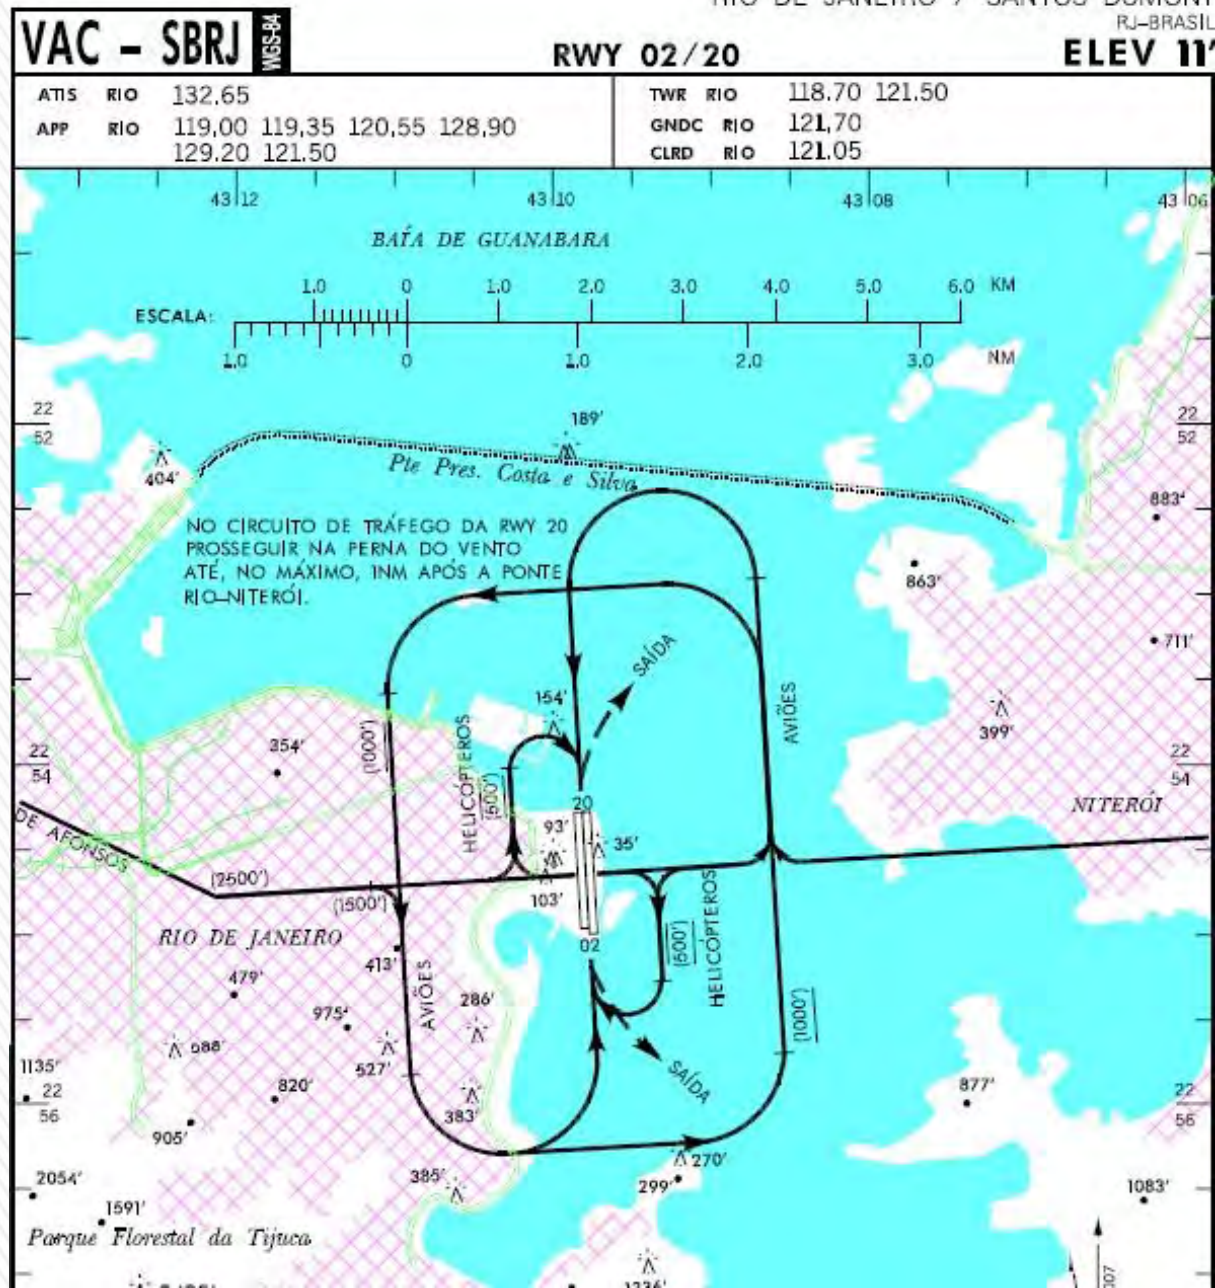 RIO DE JANEIRO / SANTOS DUMONT
RJ-BRASIL
VAC - SBRJ WGS-84
RWY 02/20
ELEV 11'
ATIS RIO 132.65
APP RIO 119,00 119,35 120,55 128,90
129.20 121.50
TWR RIO 118.70 121.50
GNDC RIO 121,70
CLRD RIO 121.05
43 12 43 10 43 08 43 06
BAÍA DE GUANABARA
1.0 0 1.0 2.0 3.0 4.0 5.0 6.0 KM
ESCALA:
1.0 0 1.0 2.0 3.0 NM
22
52
22
52
189'
404'
Pte Pres. Costa e Silva
883'
NO CIRCUITO DE TRÁFEGO DA RWY 20
PROSSEGUIR NA PERNA DO VENTO
ATÉ, NO MÁXIMO, 1NM APÓS A PONTE
RIO-NITERÓI.
863'
711'
SAÍDA
154'
AVIÕES
399'
354'
(1000')
HELICÓPTEROS
(500')
22
54
22
54
NITERÓI
20
93'
35'
DE AFONSOS
(2500')
(1500')
103'
RIO DE JANEIRO
02
413'
(500')
HELICÓPTEROS
479'
AVIÕES
286'
975'
(1000')
527'
SAÍDA
1135'
22
56
820'
877'
22
56
383'
905'
270'
299'
385'
2054'
1591'
1083'
Parque Florestal da Tijuca
1236'